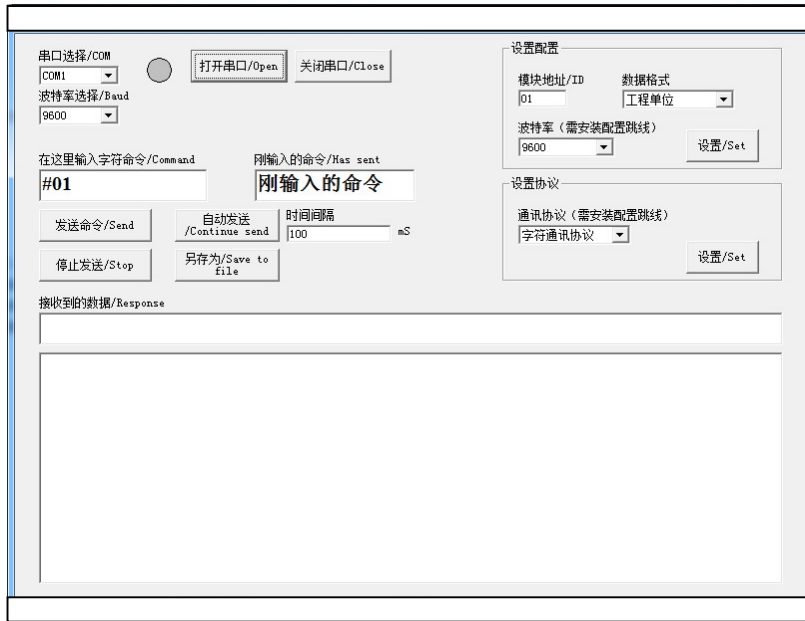 串口选择/COM
COM1
打开串口/Open
关闭串口/Close
波特率选择/Baud
9600
在这里输入字符命令/Command
#01
刚输入的命令/Has sent
刚输入的命令
发送命令/Send
自动发送
/Continue send
时间间隔
100
mS
停止发送/Stop
另存为/Save to
file
设置配置
模块地址/ID
01
数据格式
工程单位
波特率（需安装配置跳线）
9600
设置/Set
设置协议
通讯协议（需安装配置跳线）
字符通讯协议
设置/Set
接收到的数据/Response